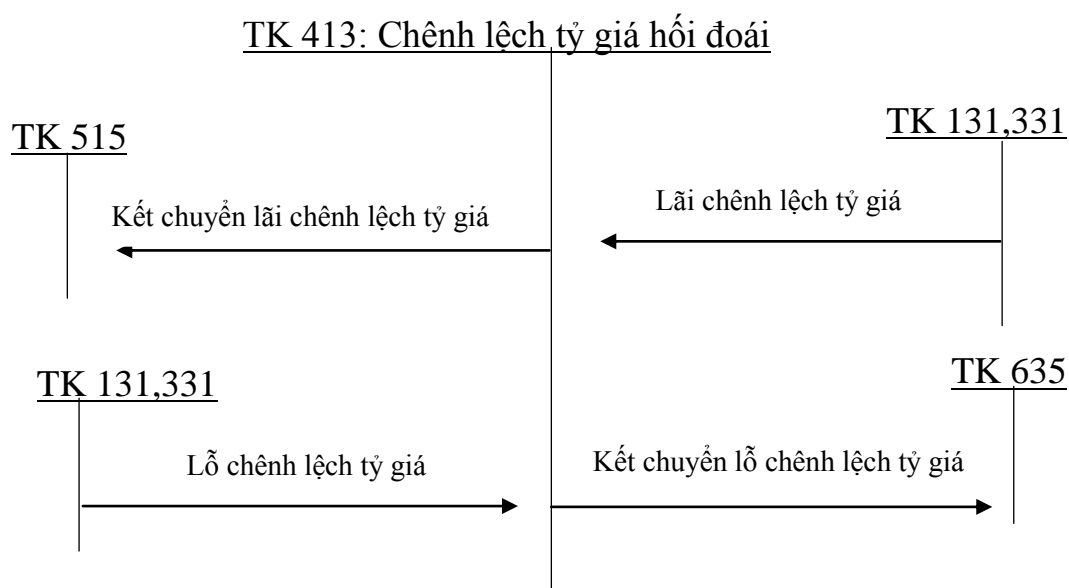 TK 413: Chênh lệch tỷ giá hối đoái
TK 515
TK 131,331
Kết chuyển lãi chênh lệch tỷ giá
Lãi chênh lệch tỷ giá
TK 131,331
TK 635
Lỗ chênh lệch tỷ giá
Kết chuyển lỗ chênh lệch tỷ giá